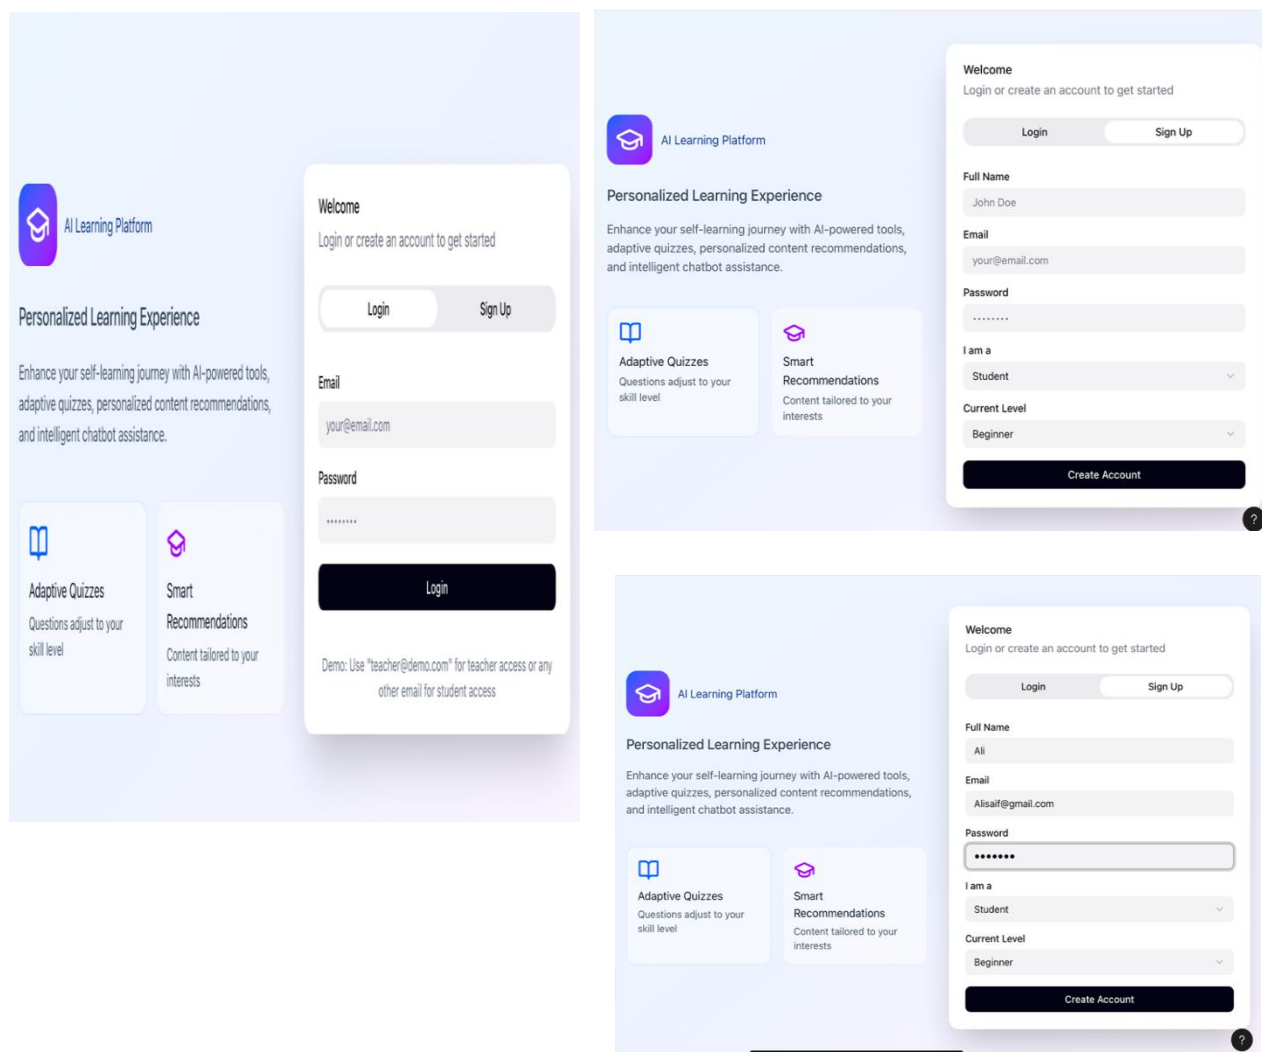 AI Learning Platform
Personalized Learning Experience
Enhance your self-learning journey with AI-powered tools,
adaptive quizzes, personalized content recommendations,
and intelligent chatbot assistance.
Adaptive Quizzes
Questions adjust to your
skill level
Smart
Recommendations
Content tailored to your
interests
Welcome
Login or create an account to get started
Login
Sign Up
Email
your@email.com
Password
••••••••
Login
Demo: Use "teacher@demo.com" for teacher access or any
other email for student access
AI Learning Platform
Personalized Learning Experience
Enhance your self-learning journey with AI-powered tools,
adaptive quizzes, personalized content recommendations,
and intelligent chatbot assistance.
Adaptive Quizzes
Questions adjust to your
skill level
Smart
Recommendations
Content tailored to your
interests
Welcome
Login or create an account to get started
Login
Sign Up
Full Name
John Doe
Email
your@email.com
Password
••••••••
I am a
Student
Current Level
Beginner
Create Account
?
AI Learning Platform
Personalized Learning Experience
Enhance your self-learning journey with AI-powered tools,
adaptive quizzes, personalized content recommendations,
and intelligent chatbot assistance.
Adaptive Quizzes
Questions adjust to your
skill level
Smart
Recommendations
Content tailored to your
interests
Welcome
Login or create an account to get started
Login
Sign Up
Full Name
Ali
Email
Alisaif@gmail.com
Password
•••••••
I am a
Student
Current Level
Beginner
Create Account
?